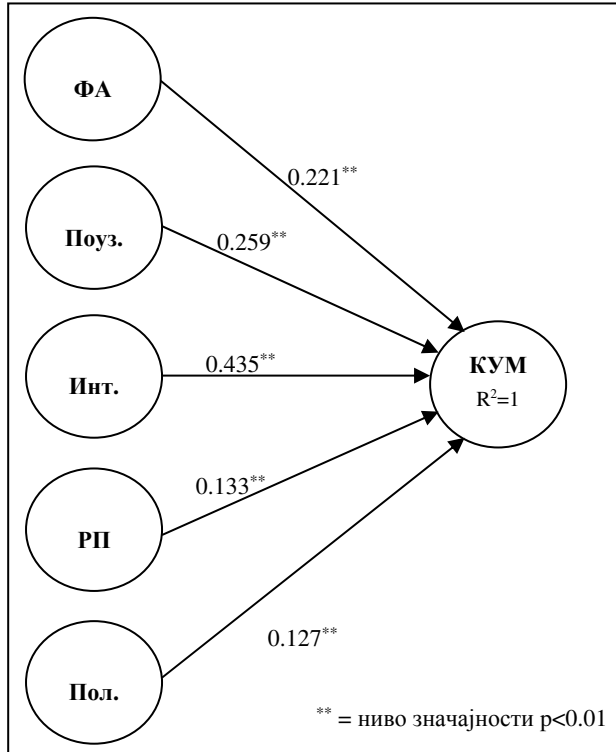 ФА
0.221**
Поуз.
0.259**
КУМ
R²=1
Инт.
0.435**
0.133**
РП
0.127**
Пол.
** = ниво значајности p<0.01